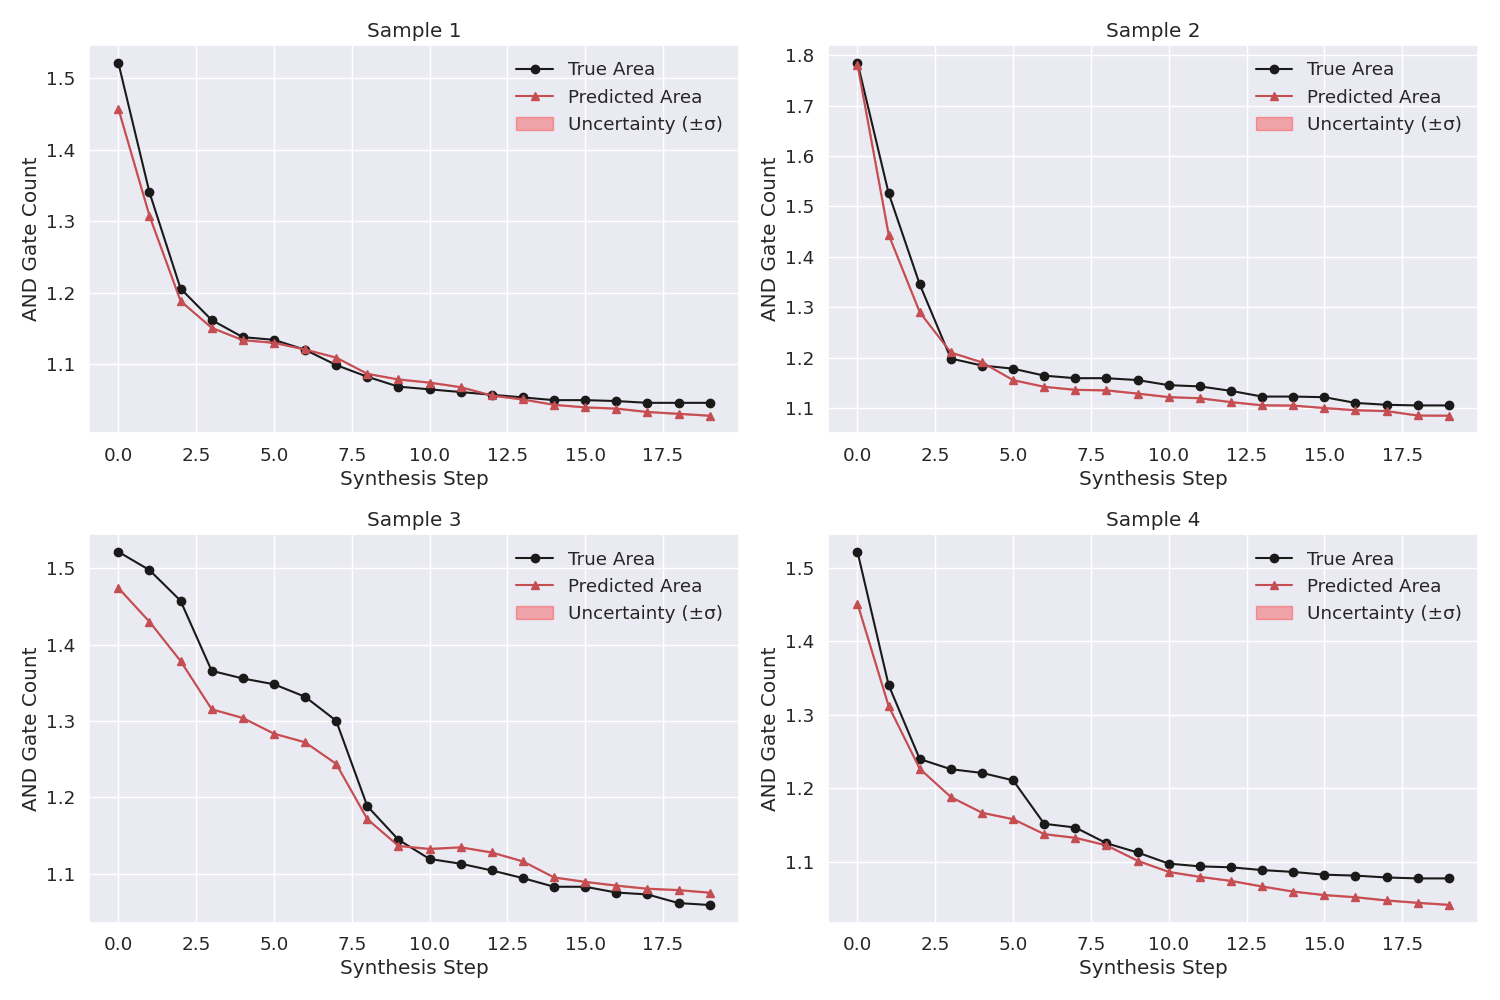 Sample 1
AND Gate Count
1.5
1.4
1.3
1.2
1.1
True Area
Predicted Area
Uncertainty (±σ)
0.0 2.5 5.0 7.5 10.0 12.5 15.0 17.5
Synthesis Step
Sample 2
AND Gate Count
1.8
1.7
1.6
1.5
1.4
1.3
1.2
1.1
True Area
Predicted Area
Uncertainty (±σ)
0.0 2.5 5.0 7.5 10.0 12.5 15.0 17.5
Synthesis Step
Sample 3
AND Gate Count
1.5
1.4
1.3
1.2
1.1
True Area
Predicted Area
Uncertainty (±σ)
0.0 2.5 5.0 7.5 10.0 12.5 15.0 17.5
Synthesis Step
Sample 4
AND Gate Count
1.5
1.4
1.3
1.2
1.1
True Area
Predicted Area
Uncertainty (±σ)
0.0 2.5 5.0 7.5 10.0 12.5 15.0 17.5
Synthesis Step